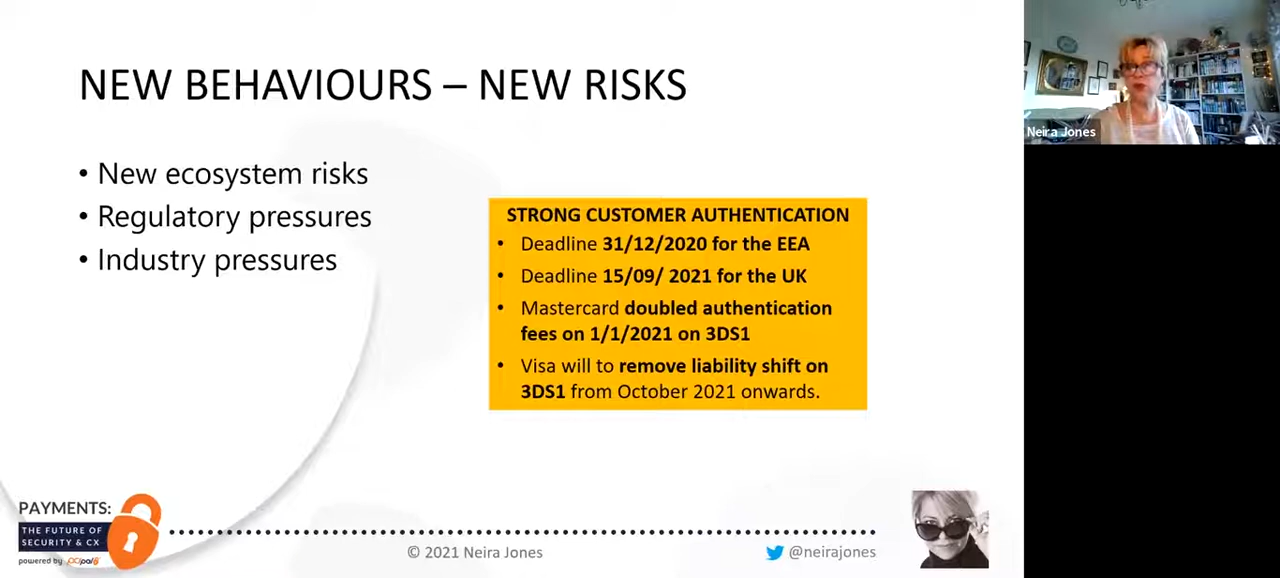 NEW BEHAVIOURS – NEW RISKS
• New ecosystem risks
• Regulatory pressures
• Industry pressures
STRONG CUSTOMER AUTHENTICATION
• Deadline 31/12/2020 for the EEA
• Deadline 15/09/ 2021 for the UK
• Mastercard doubled authentication
fees on 1/1/2021 on 3DS1
• Visa will to remove liability shift on
3DS1 from October 2021 onwards.
Neira Jones
PAYMENTS:
THE FUTURE OF
SECURITY & CX
powered by pcipal
© 2021 Neira Jones
@neirajones